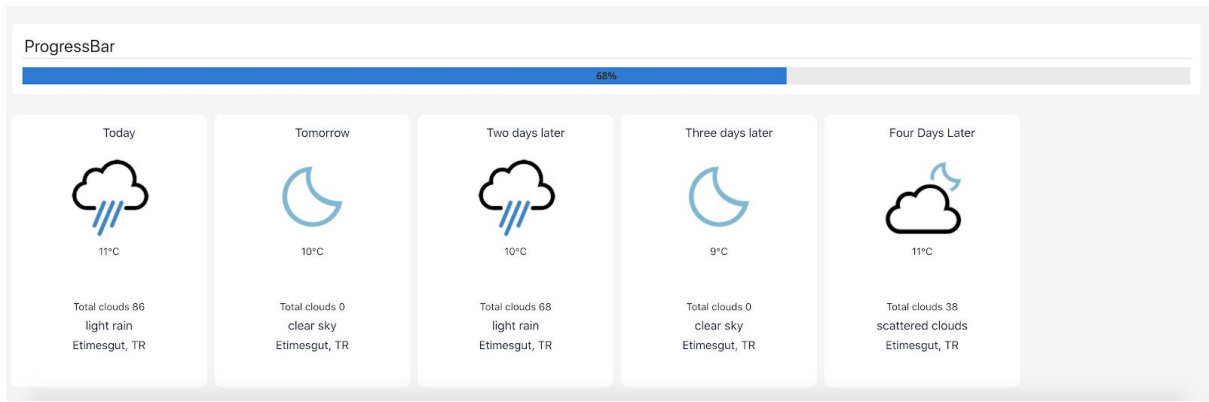 ProgressBar
68%
Today
11°C
Total clouds 86
light rain
Etimesgut, TR
Tomorrow
10°C
Total clouds 0
clear sky
Etimesgut, TR
Two days later
10°C
Total clouds 68
light rain
Etimesgut, TR
Three days later
9°C
Total clouds 0
clear sky
Etimesgut, TR
Four Days Later
11°C
Total clouds 38
scattered clouds
Etimesgut, TR